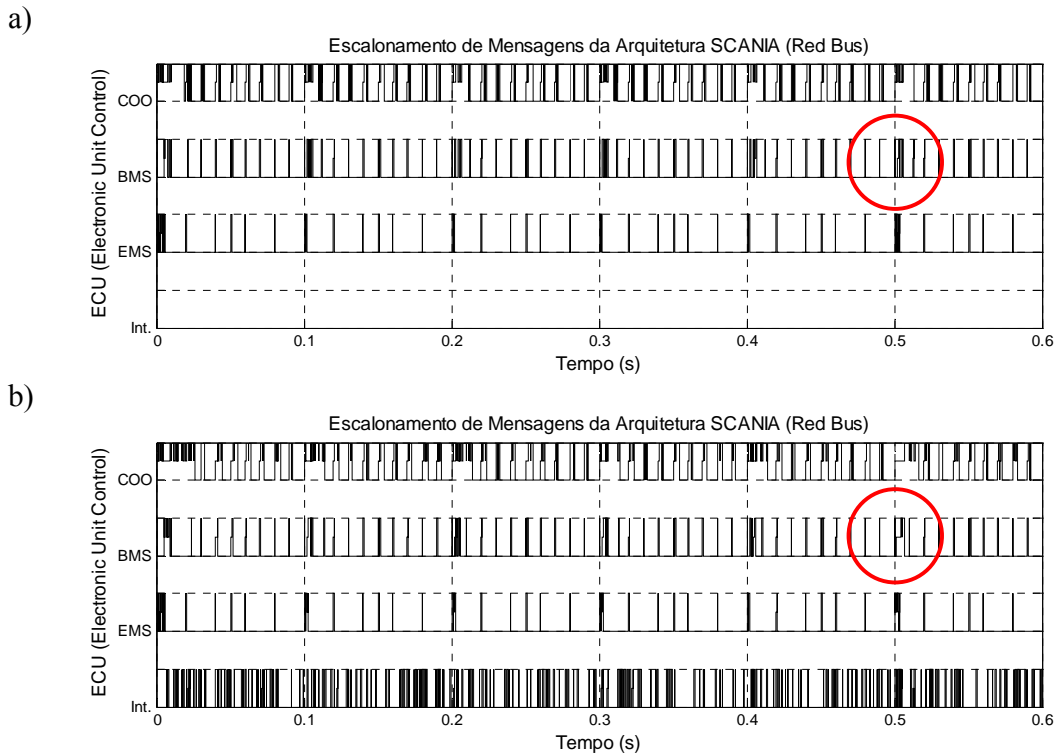 a)
Escalonamento de Mensagens da Arquitetura SCANIA (Red Bus)
ECU (Electronic Unit Control)
COO
BMS
EMS
Int.
0 0.1 0.2 0.3 0.4 0.5 0.6
Tempo (s)
b)
Escalonamento de Mensagens da Arquitetura SCANIA (Red Bus)
ECU (Electronic Unit Control)
COO
BMS
EMS
Int.
0 0.1 0.2 0.3 0.4 0.5 0.6
Tempo (s)